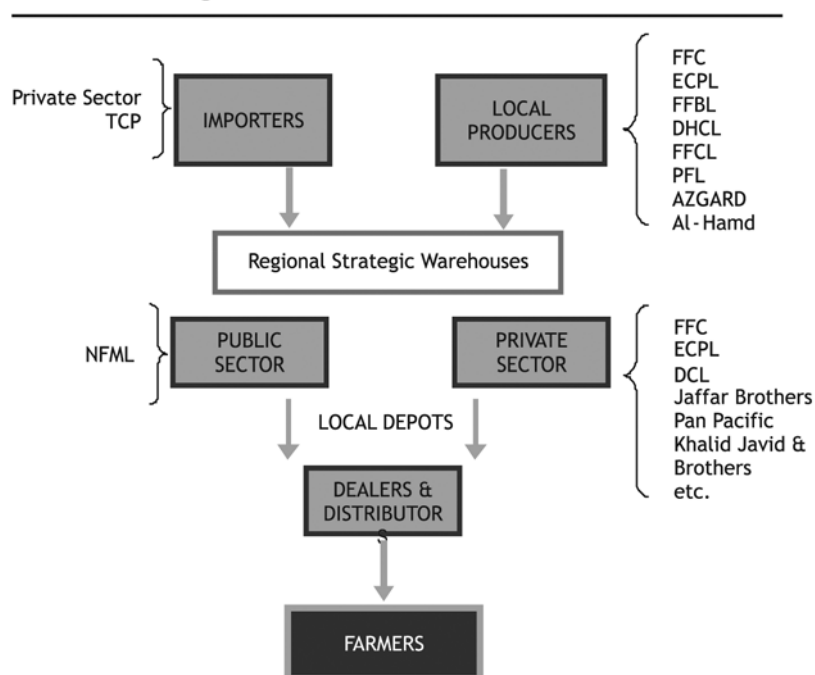 Private Sector
TCP
IMPORTERS
LOCAL
PRODUCERS
FFC
ECPL
FFBL
DHCL
FFCL
PFL
AZGARD
Al-Hamd
Regional Strategic Warehouses
NFML
PUBLIC
SECTOR
PRIVATE
SECTOR
FFC
ECPL
DCL
Jaffar Brothers
Pan Pacific
Khalid Javid &
Brothers
etc.
LOCAL DEPOTS
DEALERS &
DISTRIBUTOR
S
FARMERS